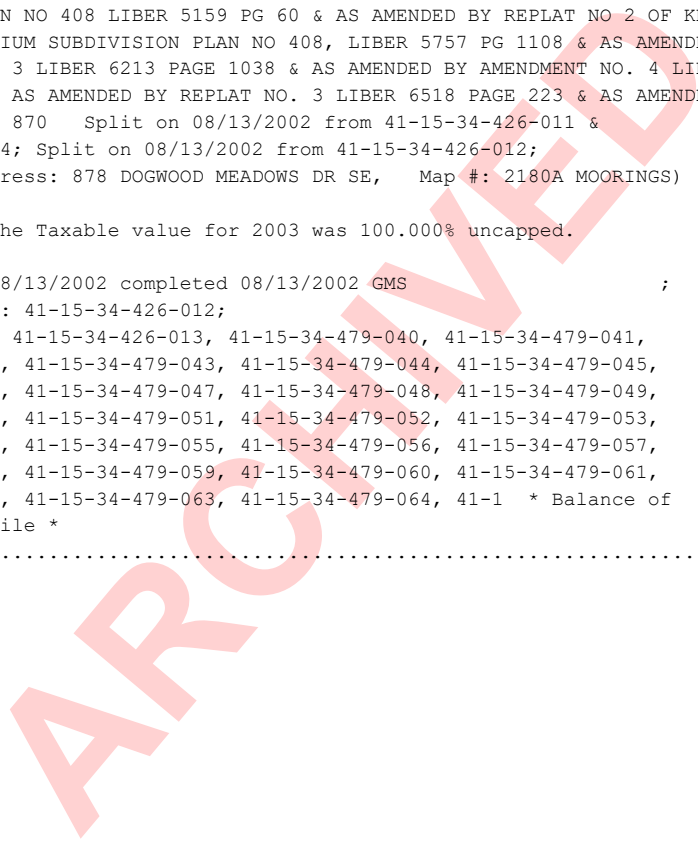 N NO 408 LIBER 5159 PG 60 & AS AMENDED BY REPLAT NO 2 OF
IUM SUBDIVISION PLAN NO 408, LIBER 5757 PG 1108 & AS AMENDE
3 LIBER 6213 PAGE 1038 & AS AMENDED BY AMENDMENT NO. 4
AS AMENDED BY REPLAT NO. 3 LIBER 6518 PAGE 223 & AS AMENDE
870 Split on 08/13/2002 from 41-15-34-426-011 &
4; Split on 08/13/2002 from 41-15-34-426-012;
ress: 878 DOGWOOD MEADOWS DR SE, Map #: 2180A MOORINGS)
he Taxable value for 2003 was 100.000% uncapped.
8/13/2002 completed 08/13/2002 GMS ;
: 41-15-34-426-012;
41-15-34-426-013, 41-15-34-479-040, 41-15-34-479-041,
, 41-15-34-479-043, 41-15-34-479-044, 41-15-34-479-045,
, 41-15-34-479-047, 41-15-34-479-048, 41-15-34-479-049,
, 41-15-34-479-051, 41-15-34-479-052, 41-15-34-479-053,
, 41-15-34-479-055, 41-15-34-479-056, 41-15-34-479-057,
, 41-15-34-479-059, 41-15-34-479-060, 41-15-34-479-061,
, 41-15-34-479-063, 41-15-34-479-064, 41-1 * Balance of
ile *
.........................................................
ARCHIVED